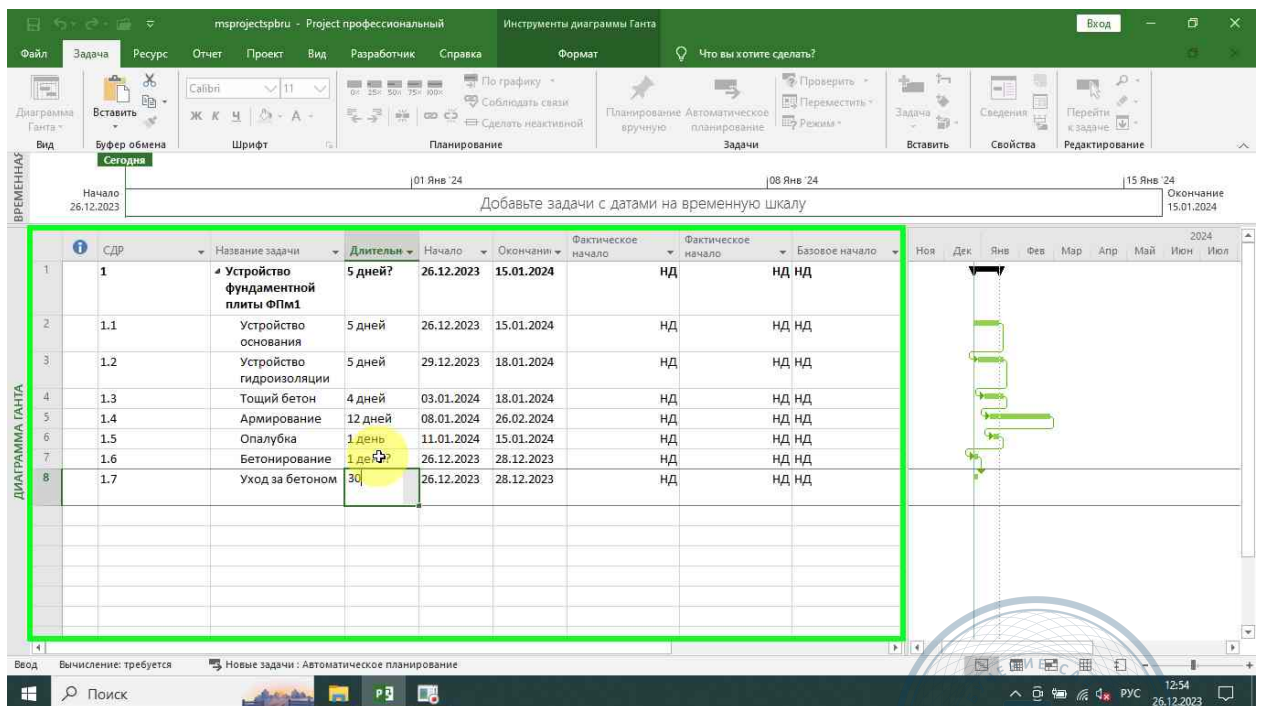 msprojectspbru - Project профессиональный
Инструменты диаграммы Ганта
Вход
Файл Задача Ресурс Отчет Проект Вид Разработчик Справка Формат Что вы хотите сделать?
Диаграмма Ганта
Вставить
Calibri 11
Ж К Ч А
0× 25× 50× 75× 100×
По графику
Соблюдать связи
Сделать неактивной
Планирование вручную
Автоматическое планирование
Проверить
Переместить
Режим
Задача
Сведения
Перейти к задаче
Вид Буфер обмена Шрифт Планирование Задачи Вставить Свойства Редактирование
ВРЕМЕННАЯ
Сегодня
01 Янв '24 08 Янв '24 15 Янв '24
Начало
26.12.2023
Добавьте задачи с датами на временную шкалу
Окончание
15.01.2024
ДИАГРАММА ГАНТА
СДР Название задачи Длительн Начало Окончани Фактическое начало Фактическое начало Базовое начало
2024
Ноя Дек Янв Фев Мар Апр Май Июн Июл
1 1 Устройство фундаментной плиты ФПм1 5 дней? 26.12.2023 15.01.2024 НД НД НД
2 1.1 Устройство основания 5 дней 26.12.2023 15.01.2024 НД НД НД
3 1.2 Устройство гидроизоляции 5 дней 29.12.2023 18.01.2024 НД НД НД
4 1.3 Тощий бетон 4 дней 03.01.2024 18.01.2024 НД НД НД
5 1.4 Армирование 12 дней 08.01.2024 26.02.2024 НД НД НД
6 1.5 Опалубка 1 день 11.01.2024 15.01.2024 НД НД НД
7 1.6 Бетонирование 1 день? 26.12.2023 28.12.2023 НД НД НД
8 1.7 Уход за бетоном 30 26.12.2023 28.12.2023 НД НД НД
Ввод Вычисление: требуется Новые задачи : Автоматическое планирование
Поиск
РУС
12:54
26.12.2023